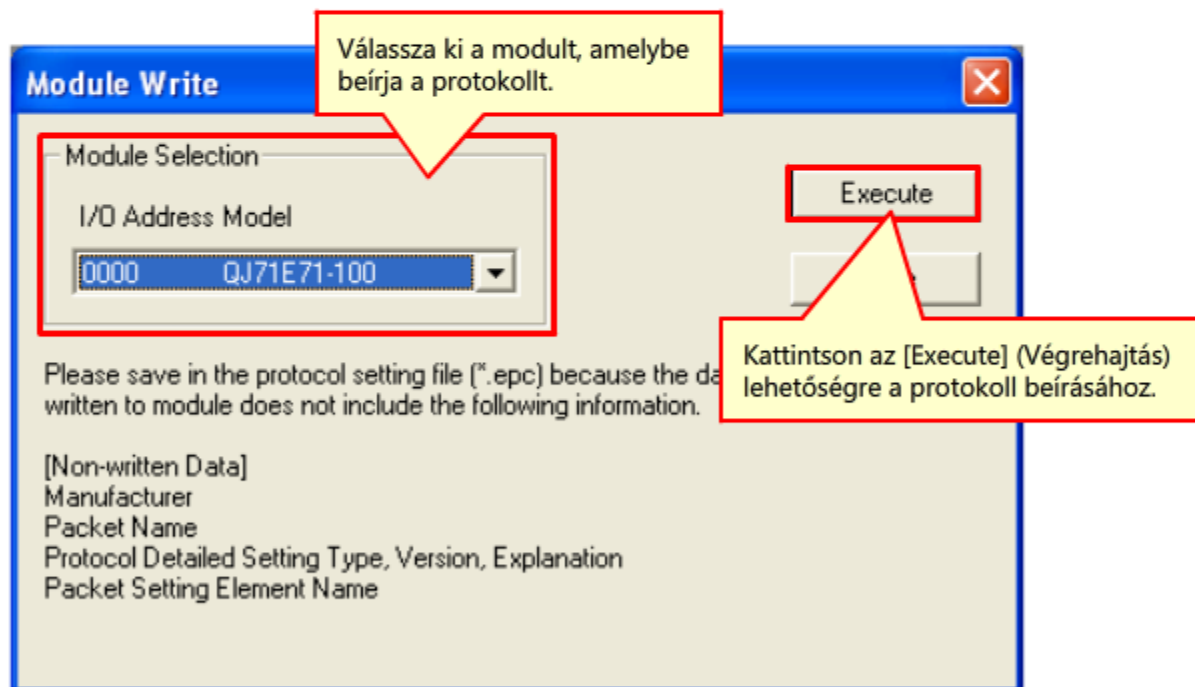 Válassza ki a modult, amelybe
beírja a protokollt.
Module Write
Module Selection
I/O Address Model
0000 QJ71E71-100
Execute
Kattintson az [Execute] (Végrehajtás)
lehetőségre a protokoll beírásához.
Please save in the protocol setting file (*.epc) because the
written to module does not include the following information.
[Non-written Data]
Manufacturer
Packet Name
Protocol Detailed Setting Type, Version, Explanation
Packet Setting Element Name